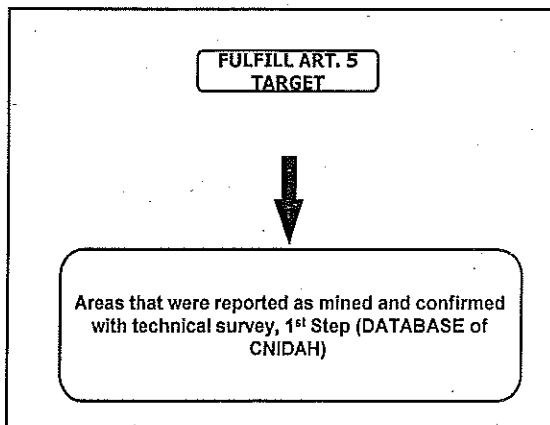 FULFILL ART. 5
TARGET
Areas that were reported as mined and confirmed
with technical survey, 1st Step (DATABASE of
CNIDAH)